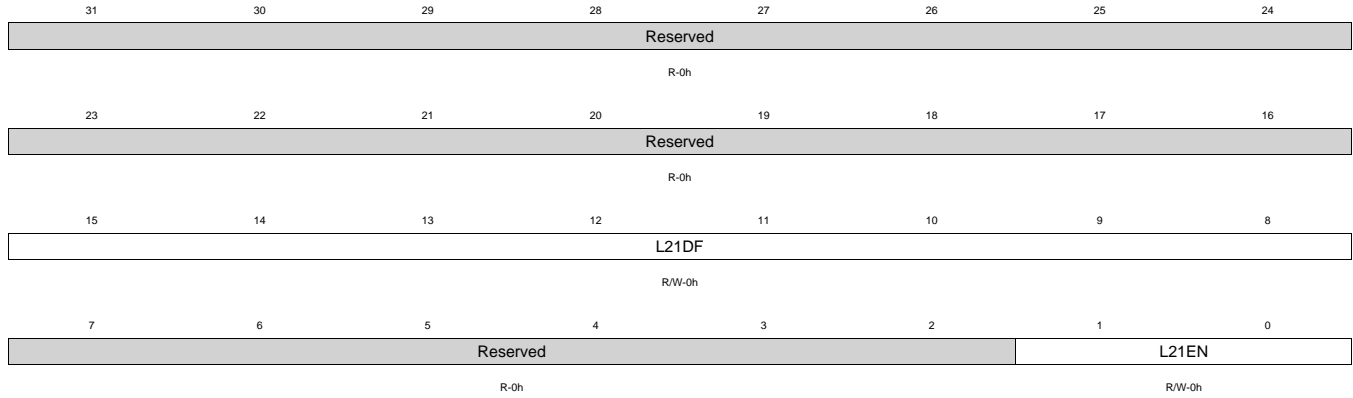 31 30 29 28 27 26 25 24
Reserved
R-0h
23 22 21 20 19 18 17 16
Reserved
R-0h
15 14 13 12 11 10 9 8
L21DF
R/W-0h
7 6 5 4 3 2 1 0
Reserved L21EN
R-0h R/W-0h